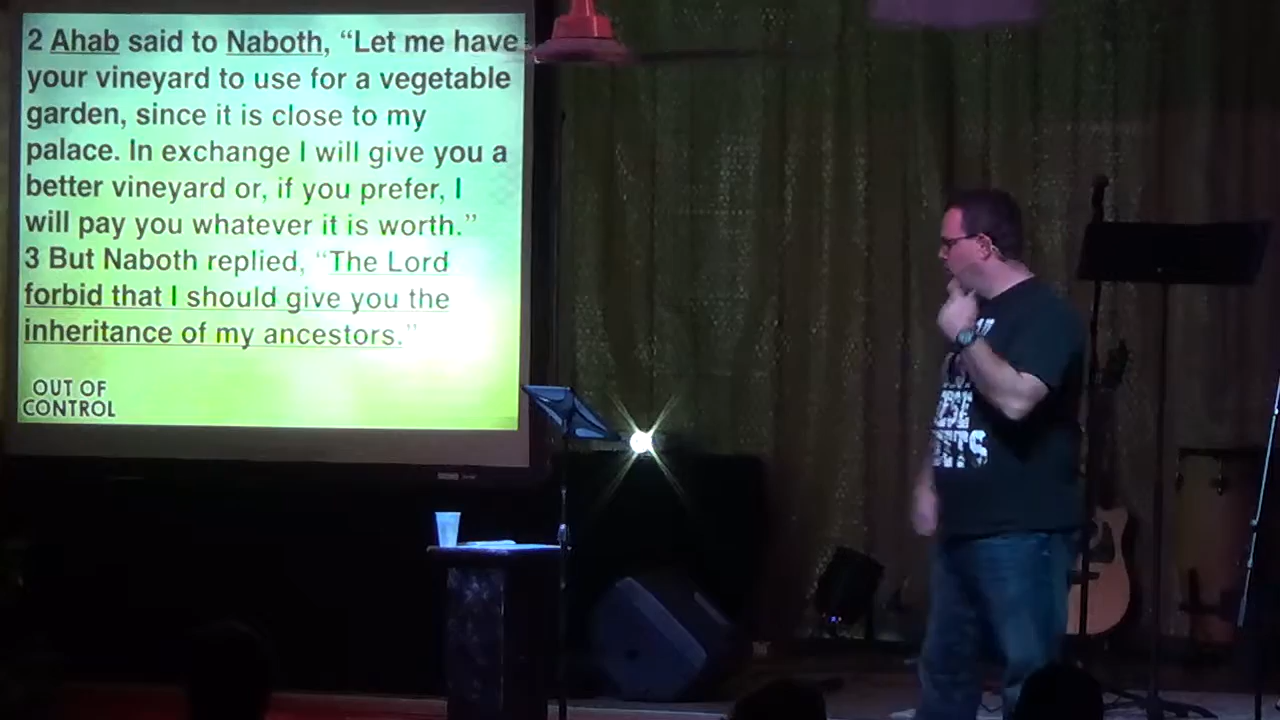 2 Ahab said to Naboth, “Let me have
your vineyard to use for a vegetable
garden, since it is close to my
palace. In exchange I will give you a
better vineyard or, if you prefer, I
will pay you whatever it is worth.”
3 But Naboth replied, “The Lord
forbid that I should give you the
inheritance of my ancestors.”
OUT OF
CONTROL